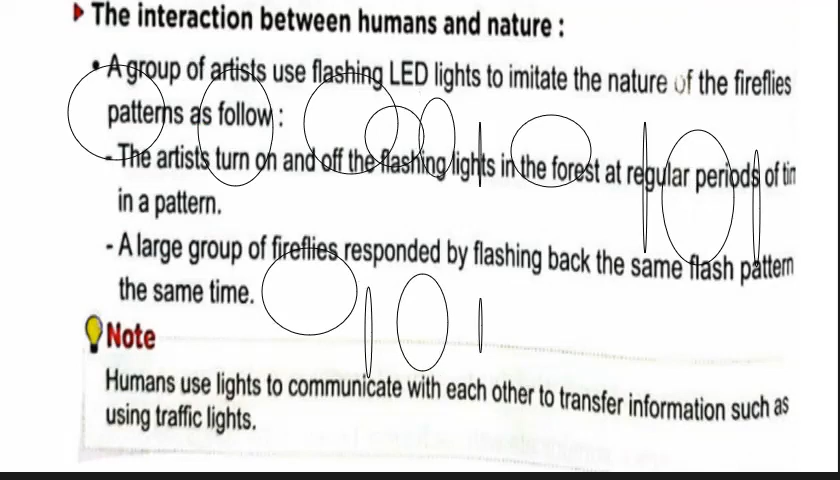 The interaction between humans and nature :
• A group of artists use flashing LED lights to imitate the nature of the fireflies
patterns as follow :
- The artists turn on and off the flashing lights in the forest at regular periods of
in a pattern.
- A large group of fireflies responded by flashing back the same flash pattern
the same time.
Note
Humans use lights to communicate with each other to transfer information such as
using traffic lights.